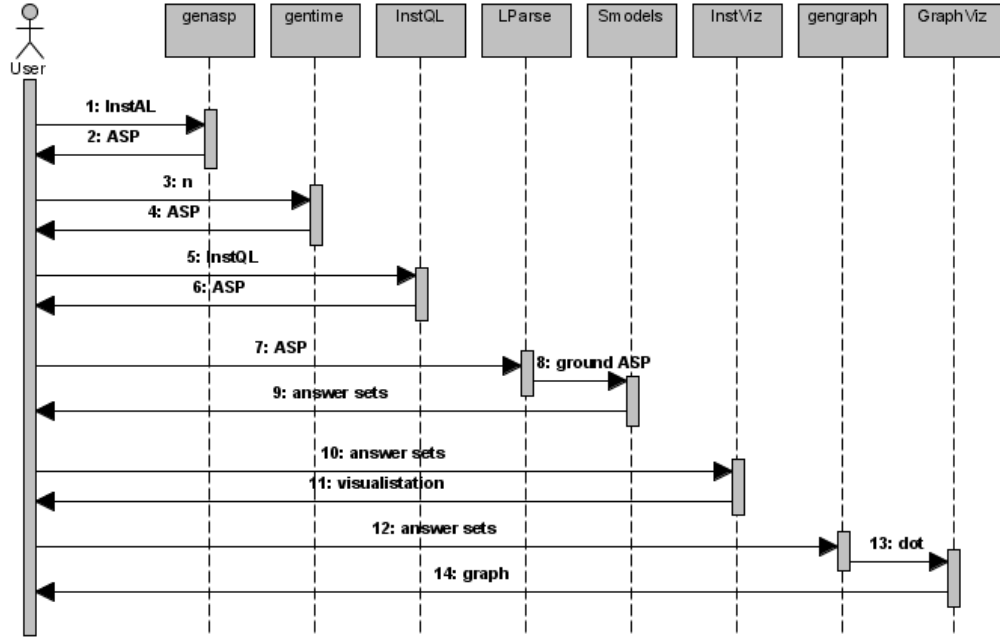 genasp
gentime
InstQL
LParse
Smodels
InstViz
gengraph
GraphViz
User
1: InstAL
2: ASP
3: n
4: ASP
5: InstQL
6: ASP
7: ASP
8: ground ASP
9: answer sets
10: answer sets
11: visualistation
12: answer sets
13: dot
14: graph